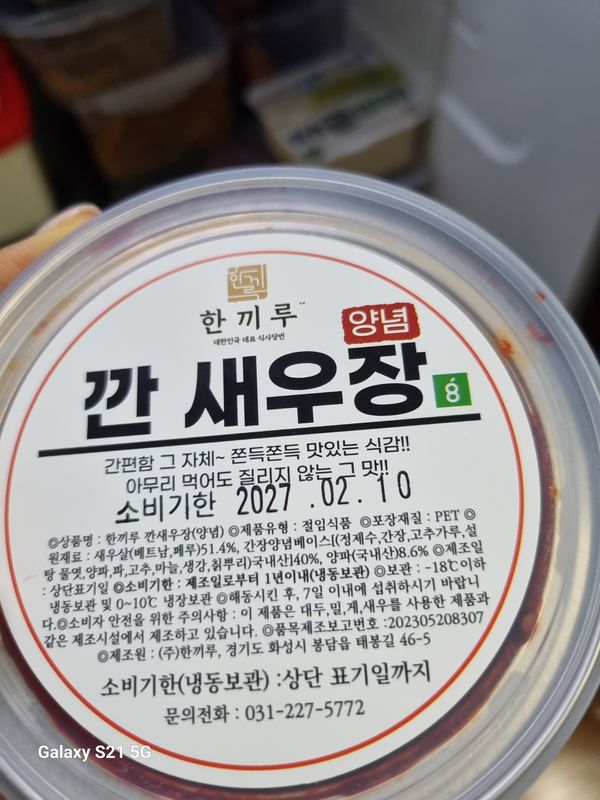 한끼
루
한끼루
대한민국 대표 식사당번
양념
깐 새우장
8
간편함 그 자체~ 쫀득쫀득 맛있는 식감!!
아무리 먹어도 질리지 않는 그 맛!!
소비기한 2027 .02. 10
◎상품명 : 한끼루 깐새우장(양념) ◎제품유형 : 절임식품 ◎포장재질 : PET ◎
원재료 : 새우살(베트남,페루)51.4%, 간장양념베이스[(정제수,간장,고추가루,설
탕 물엿,양파,파,고추,마늘,생강,칡뿌리)국내산]40%, 양파(국내산)8.6% ◎제조일
: 상단표기일 ◎소비기한 : 제조일로부터 1년이내(냉동보관) ◎보관 : -18℃이하
냉동보관 및 0~10℃ 냉장보관 ◎해동시킨 후, 7일 이내에 섭취하시기 바랍니
다.◎소비자 안전을 위한 주의사항 : 이 제품은 대두,밀,게,새우를 사용한 제품과
같은 제조시설에서 제조하고 있습니다. ◎품목제조보고번호 :202305208307
◎제조원 : (주)한끼루, 경기도 화성시 봉담읍 태봉길 46-5
소비기한(냉동보관) :상단 표기일까지
문의전화 : 031-227-5772
Galaxy S21 5G